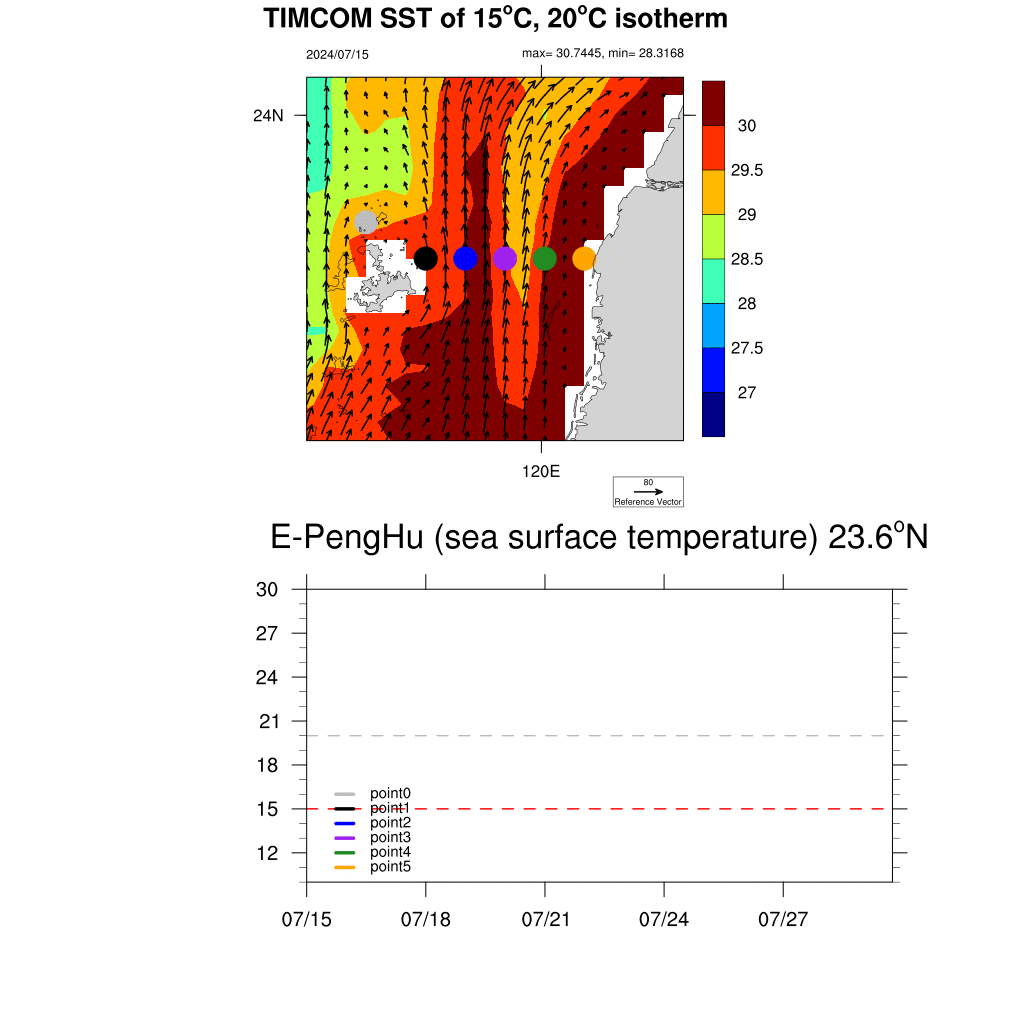 TIMCOM SST of 15°C, 20°C isotherm
2024/07/15
max= 30.7445, min= 28.3168
24N
120E
30
29.5
29
28.5
28
27.5
27
80
Reference Vector
E-PengHu (sea surface temperature) 23.6°N
30
27
24
21
18
15
12
point0
point1
point2
point3
point4
point5
07/15
07/18
07/21
07/24
07/27